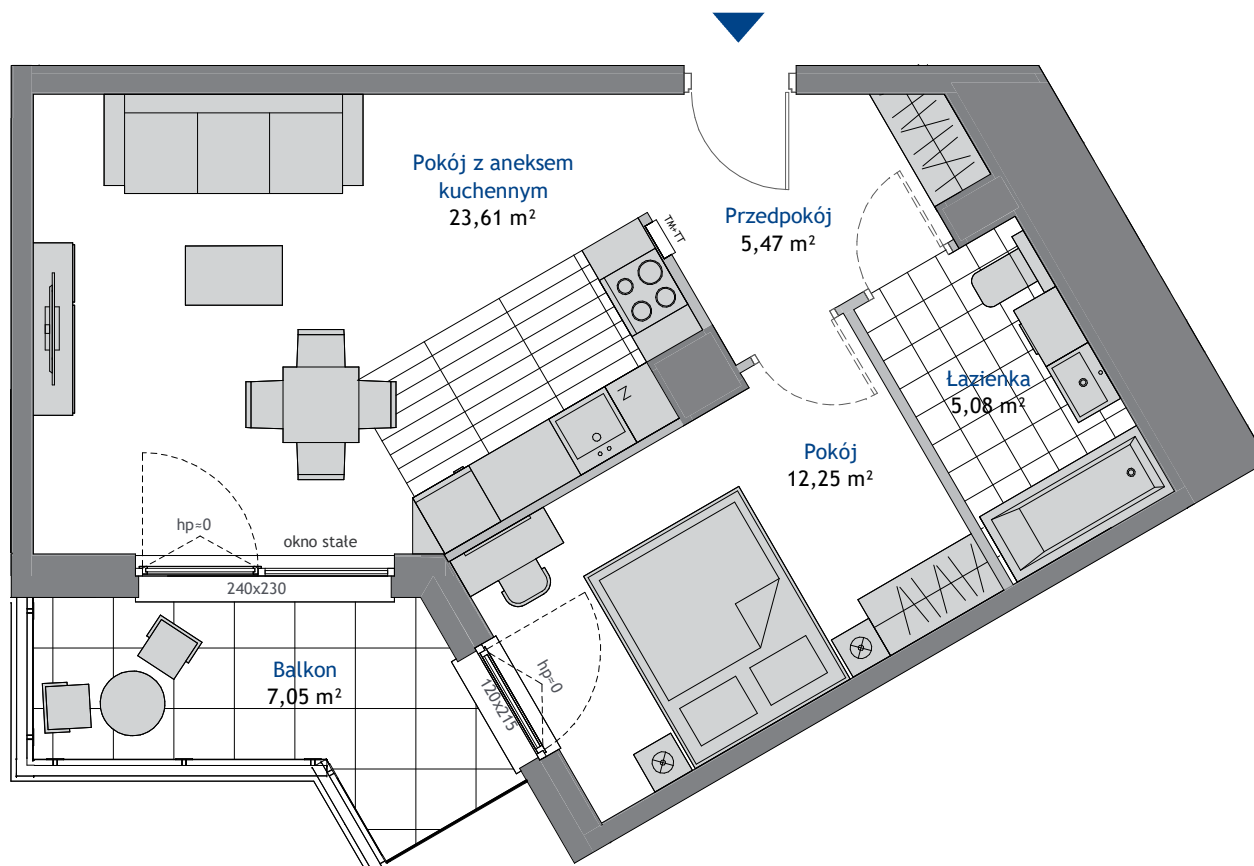 Pokój z aneksem
kuchennym
23,61 m²
TM+TT
Przedpokój
5,47 m²
Łazienka
5,08 m²
Pokój
12,25 m²
Z
hp=0
okno stałe
240x230
Balkon
7,05 m²
hp=0
120x215